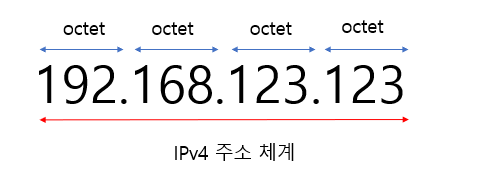 octet octet octet octet
192.168.123.123
IPv4 주소 체계